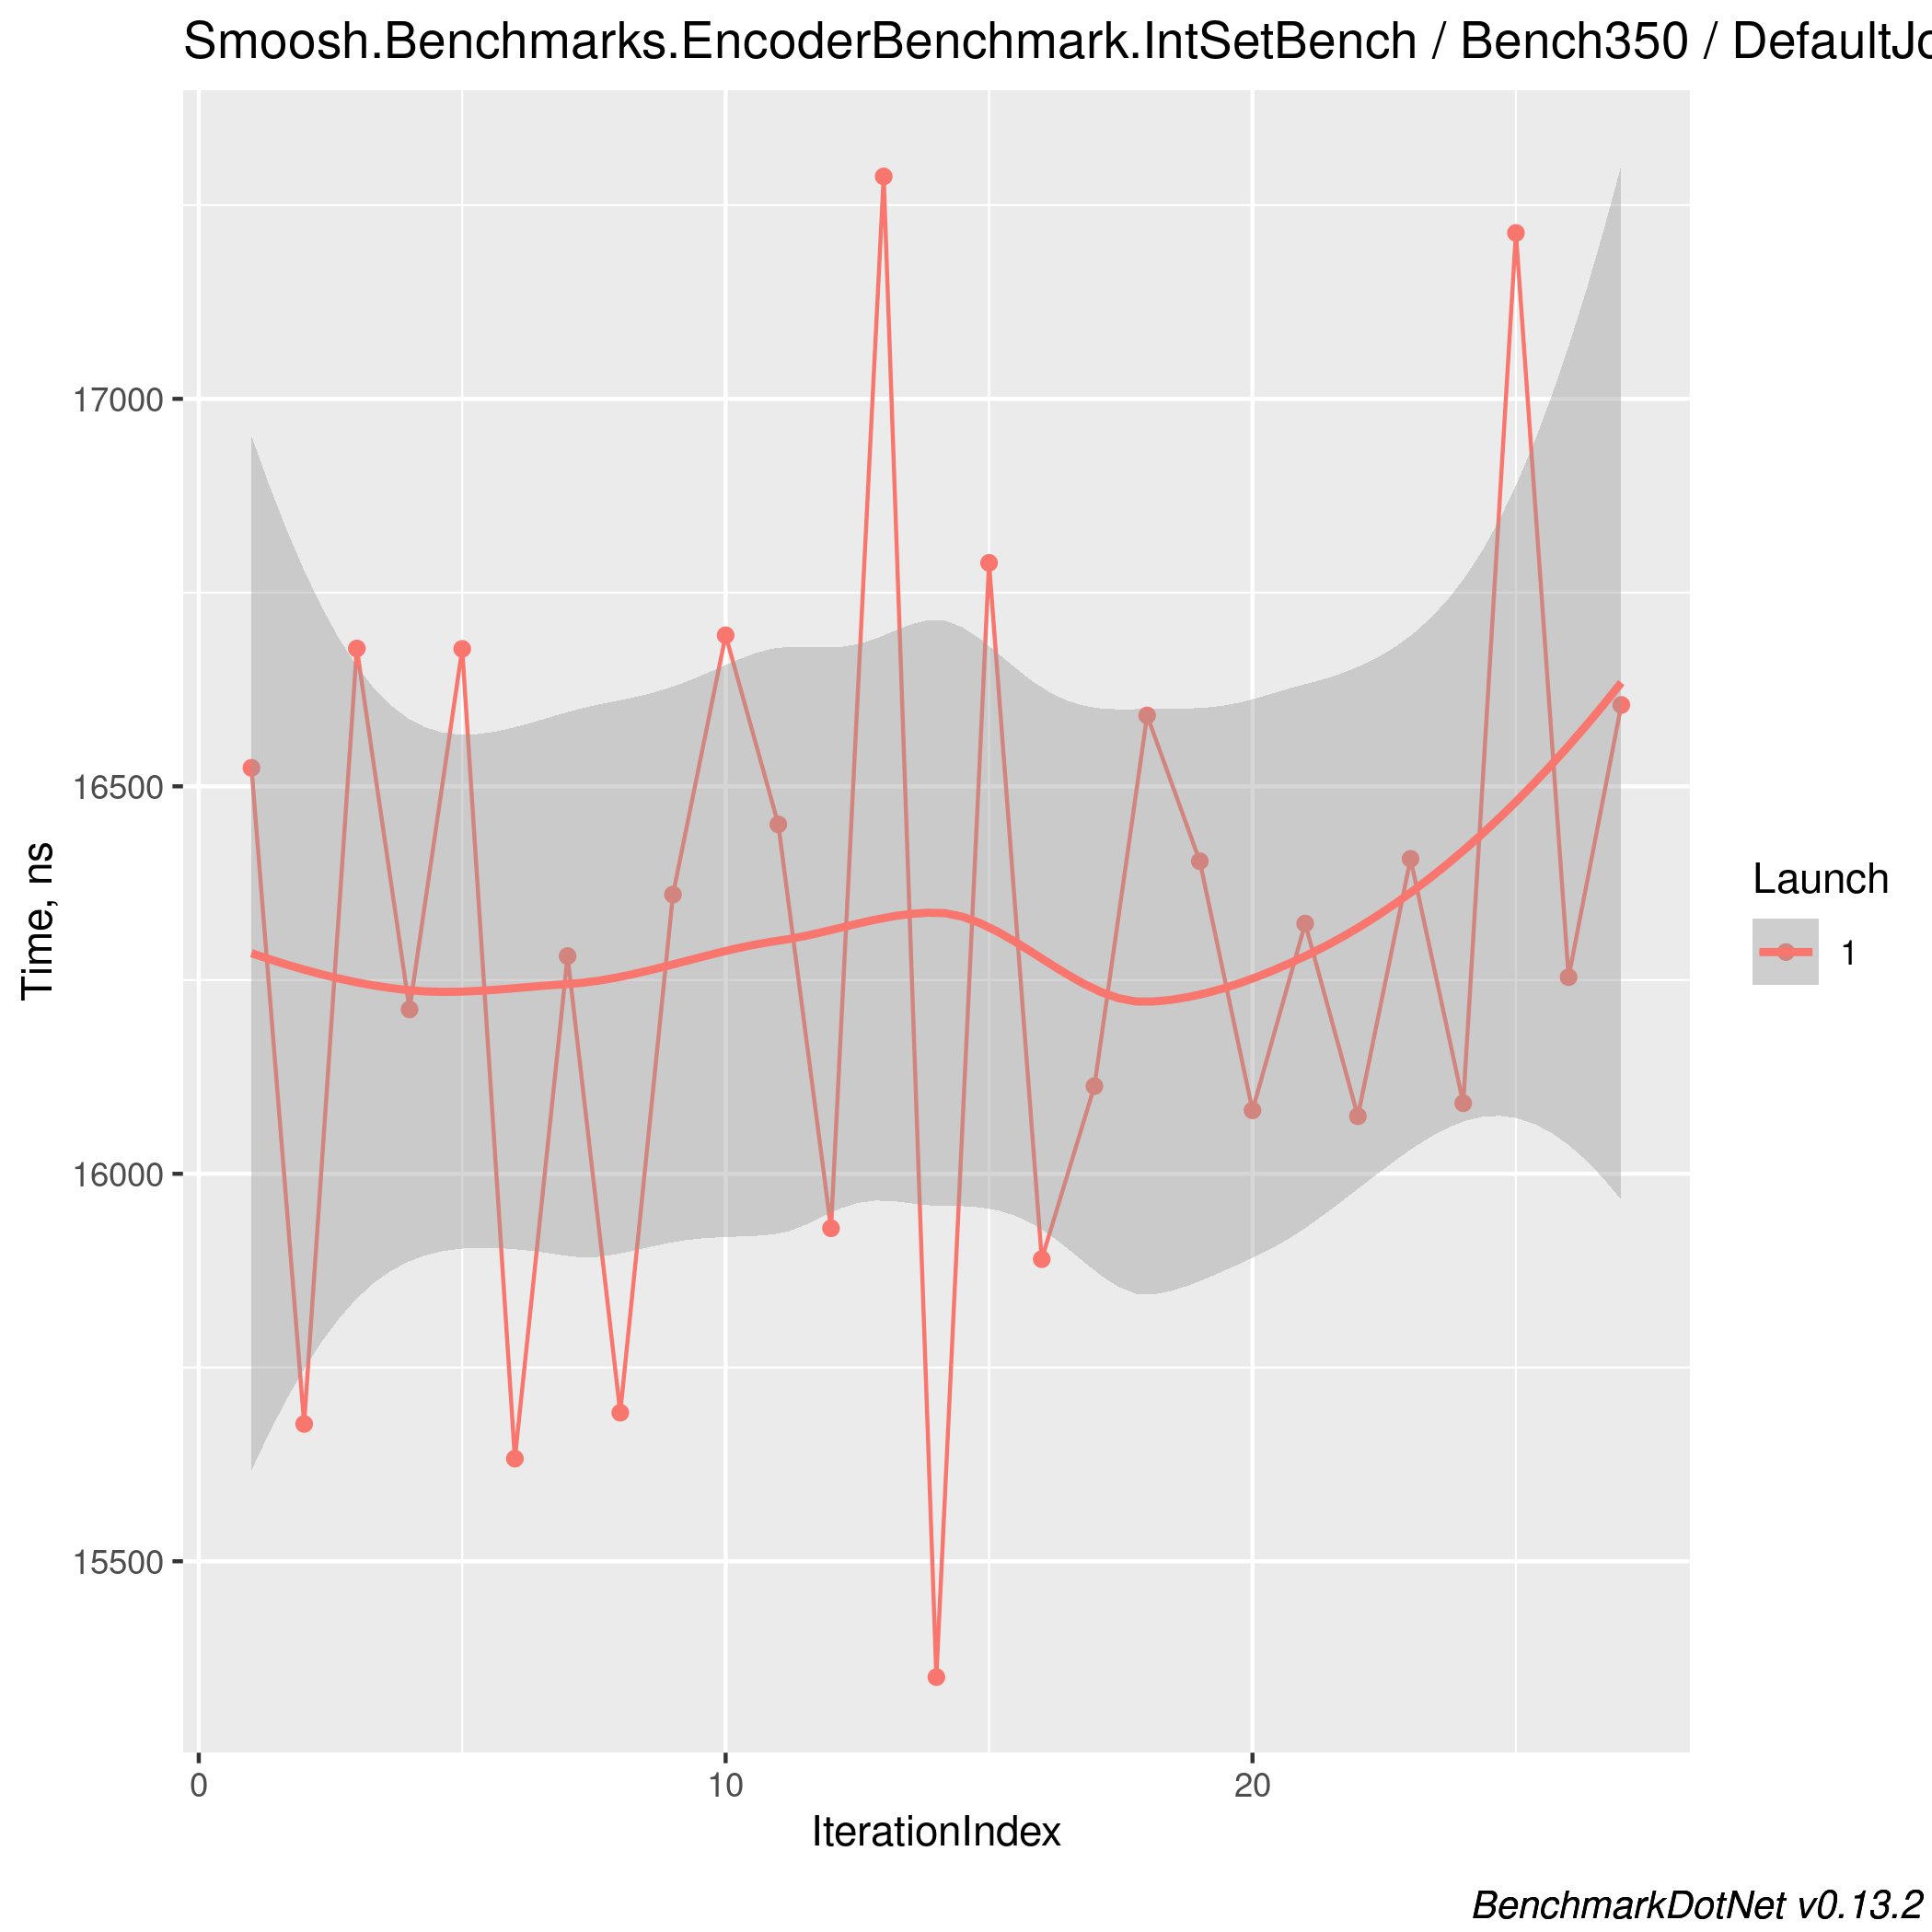 Smoosh.Benchmarks.EncoderBenchmark.IntSetBench / Bench350 /
17000
16500
16000
15500
Time, ns
0 10 20
IterationIndex
Launch
1
BenchmarkDotNet v0.13.2